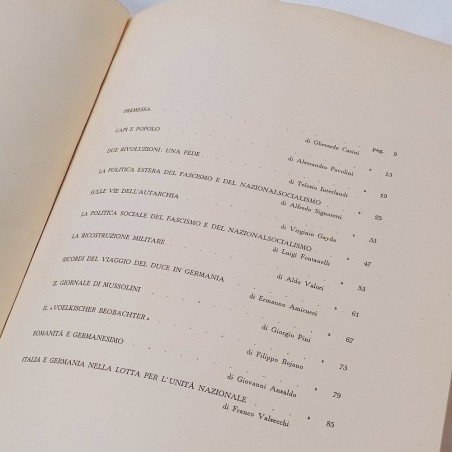 PREMESSA
di Gherardo Casini pag. 9
CAPI E POPOLO
di Alessandro Pavolini » 13
DUE RIVOLUZIONI: UNA FEDE
di Telesio Interlandi » 19
LA POLITICA ESTERA DEL FASCISMO E DEL NAZIONALSOCIALISMO
di Alfredo Signoretti » 25
SULLE VIE DELL'AUTARCHIA
di Virginio Gayda » 33
LA POLITICA SOCIALE DEL FASCISMO E DEL NAZIONALSOCIALISMO
di Luigi Fontanelli » 47
LA RICOSTRUZIONE MILITARE
di Aldo Valori » 53
RICORDI DEL VIAGGIO DEL DUCE IN GERMANIA
di Ermanno Amicucci » 61
IL GIORNALE DI MUSSOLINI
di Giorgio Pini » 67
IL «VOELKISCHER BEOBACHTER»
di Filippo Bojano » 73
ROMANITÀ E GERMANESIMO
di Giovanni Ansaldo » 79
ITALIA E GERMANIA NELLA LOTTA PER L'UNITÀ NAZIONALE
di Franco Valsecchi » 85